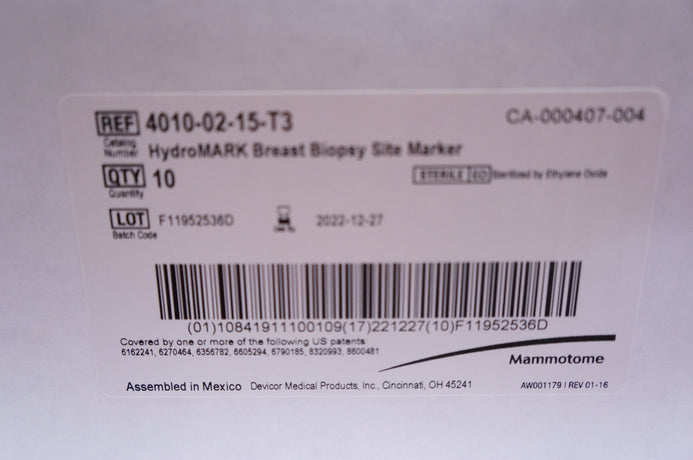 REF 4010-02-15-T3 CA-000407-004
Catalog Number HydroMARK Breast Biopsy Site Marker
QTY 10 STERILE EO Sterilized by Ethylene Oxide
Quantity
LOT F11952536D Use By 2022-12-27
Batch Code
(01)10841911100109(17)221227(10)F11952536D
Covered by one or more of the following US patents:
6162241, 6270464, 6356782, 6605294, 6790185, 8320993, 8600481
Mammotome
Assembled in Mexico Devicor Medical Products, Inc., Cincinnati, OH 45241 AW001179 | REV 01-16